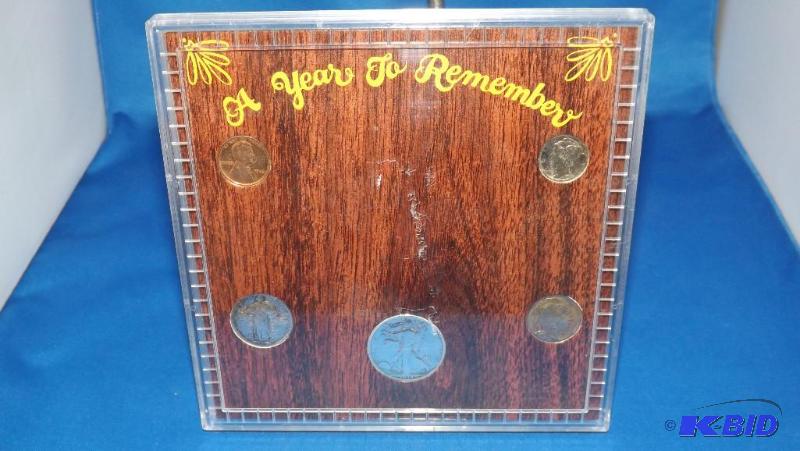 A Year To Remember
© K-BID